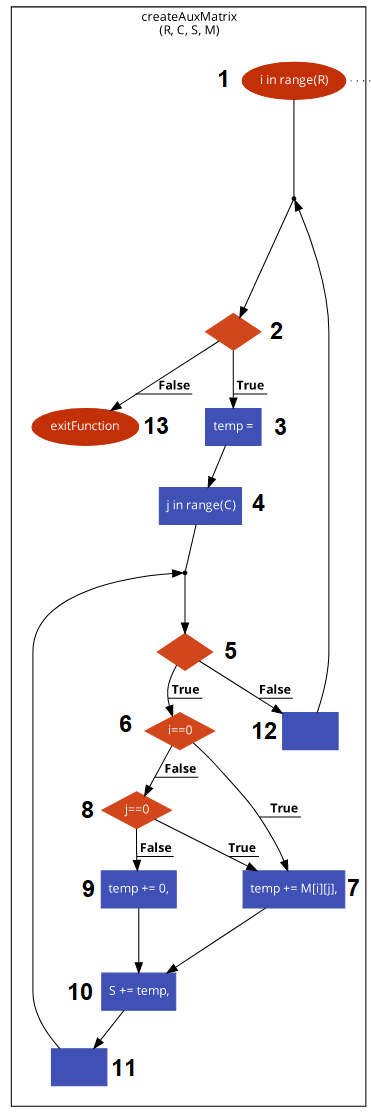 createAuxMatrix
(R, C, S, M)
1
i in range(R)
2
False
True
exitFunction
13
temp =
3
j in range(C)
4
5
True
False
6
i==0
12
False
True
8
j==0
False
True
9
temp += 0,
temp += M[i][j],
7
10
S += temp,
11